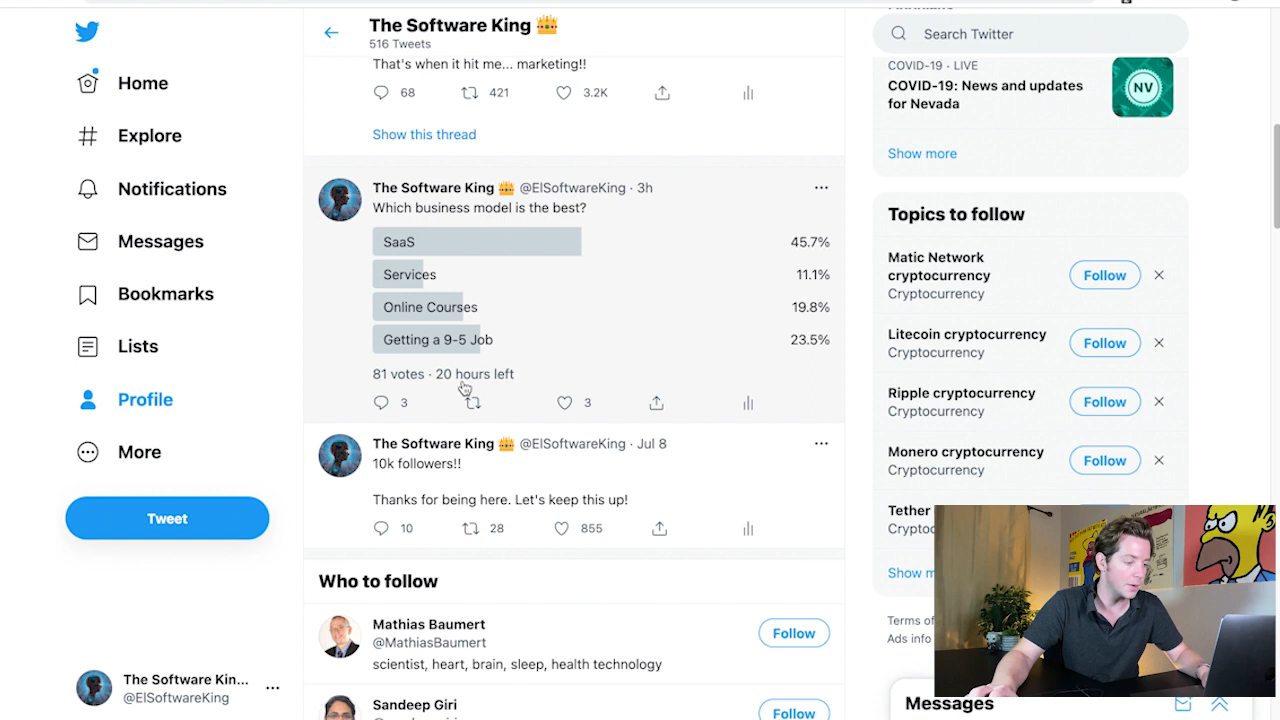 The Software King 👑
516 Tweets
Search Twitter
That's when it hit me... marketing!!
68 421 3.2K
Show this thread
Home
Explore
Notifications
Messages
Bookmarks
Lists
Profile
More
Tweet
The Software Kin...
@ElSoftwareKing
The Software King 👑 @ElSoftwareKing · 3h
Which business model is the best?
SaaS 45.7%
Services 11.1%
Online Courses 19.8%
Getting a 9-5 Job 23.5%
81 votes · 20 hours left
3 3
The Software King 👑 @ElSoftwareKing · Jul 8
10k followers!!
Thanks for being here. Let's keep this up!
10 28 855
Who to follow
Mathias Baumert
@MathiasBaumert
Follow
scientist, heart, brain, sleep, health technology
Sandeep Giri
Follow
COVID-19 · LIVE
COVID-19: News and updates
for Nevada
NV
Show more
Topics to follow
Matic Network
cryptocurrency
Cryptocurrency
Follow
Litecoin cryptocurrency
Cryptocurrency
Follow
Ripple cryptocurrency
Cryptocurrency
Follow
Monero cryptocurrency
Cryptocurrency
Follow
Tether
Crypto
Show m
Terms of
Ads info
Messages